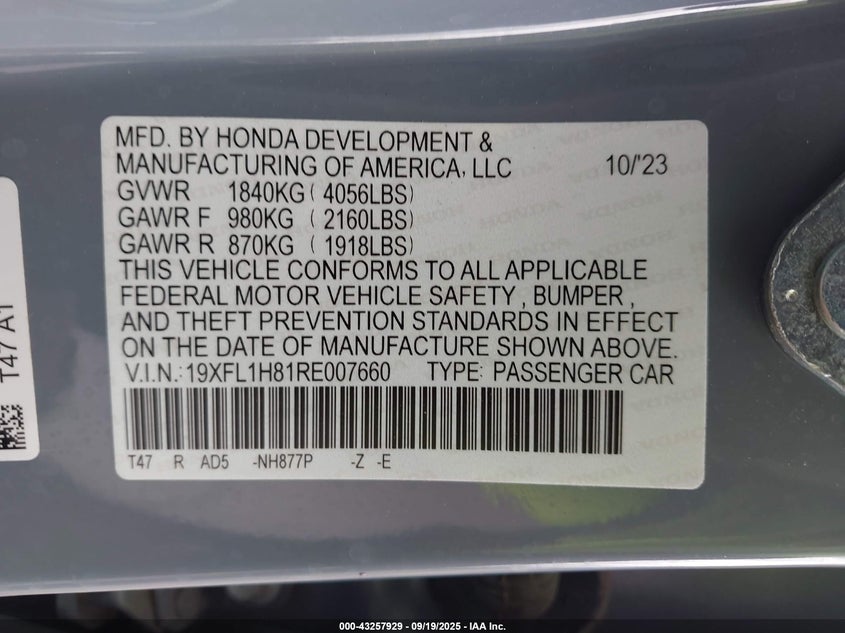 MFD. BY HONDA DEVELOPMENT &
MANUFACTURING OF AMERICA, LLC 10/'23
GVWR 1840KG ( 4056LBS)
GAWR F 980KG ( 2160LBS)
GAWR R 870KG ( 1918LBS)
THIS VEHICLE CONFORMS TO ALL APPLICABLE
FEDERAL MOTOR VEHICLE SAFETY , BUMPER ,
AND THEFT PREVENTION STANDARDS IN EFFECT
ON THE DATE OF MANUFACTURE SHOWN ABOVE.
V.I.N.: 19XFL1H81RE007660 TYPE: PASSENGER CAR
T47 R AD5 -NH877P -Z -E
T47 A1
000-43257929 - 09/19/2025 - IAA Inc.